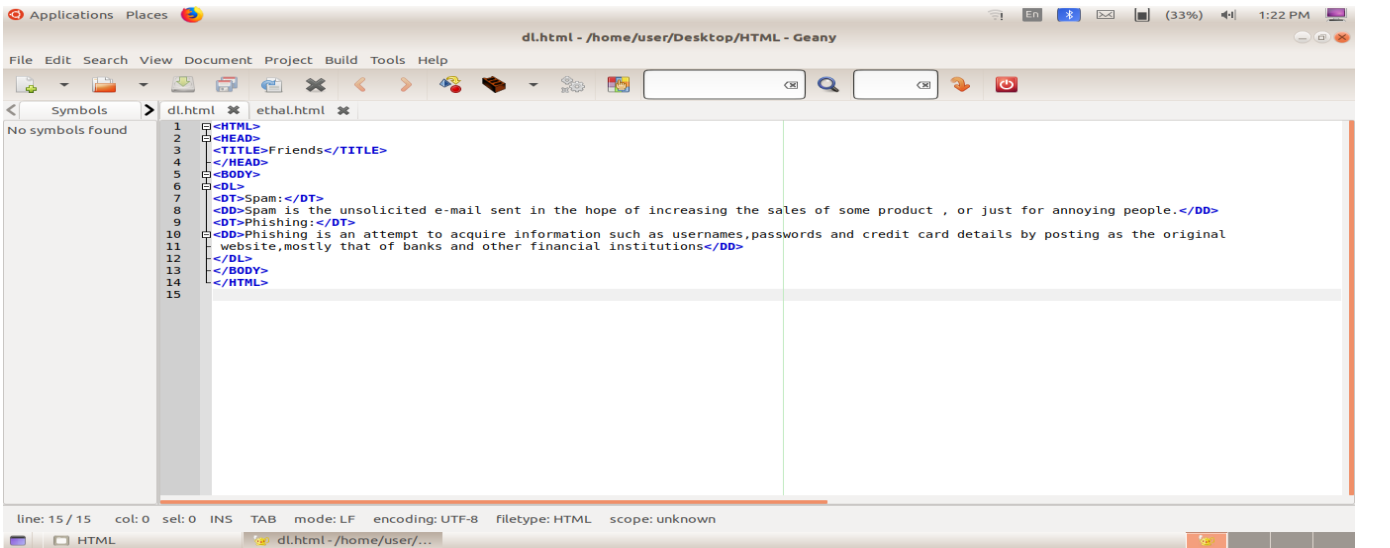 Applications Places En (33%) 1:22 PM
dl.html - /home/user/Desktop/HTML - Geany
File Edit Search View Document Project Build Tools Help
Symbols dl.html ethal.html
No symbols found
1 <HTML>
2 <HEAD>
3 <TITLE>Friends</TITLE>
4 </HEAD>
5 <BODY>
6 <DL>
7 <DT>Spam:</DT>
8 <DD>Spam is the unsolicited e-mail sent in the hope of increasing the sales of some product , or just for annoying people.</DD>
9 <DT>Phishing:</DT>
10 <DD>Phishing is an attempt to acquire information such as usernames,passwords and credit card details by posting as the original
11 website,mostly that of banks and other financial institutions</DD>
12 </DL>
13 </BODY>
14 </HTML>
15
line: 15 / 15 col: 0 sel: 0 INS TAB mode: LF encoding: UTF-8 filetype: HTML scope: unknown
HTML dl.html - /home/user/...